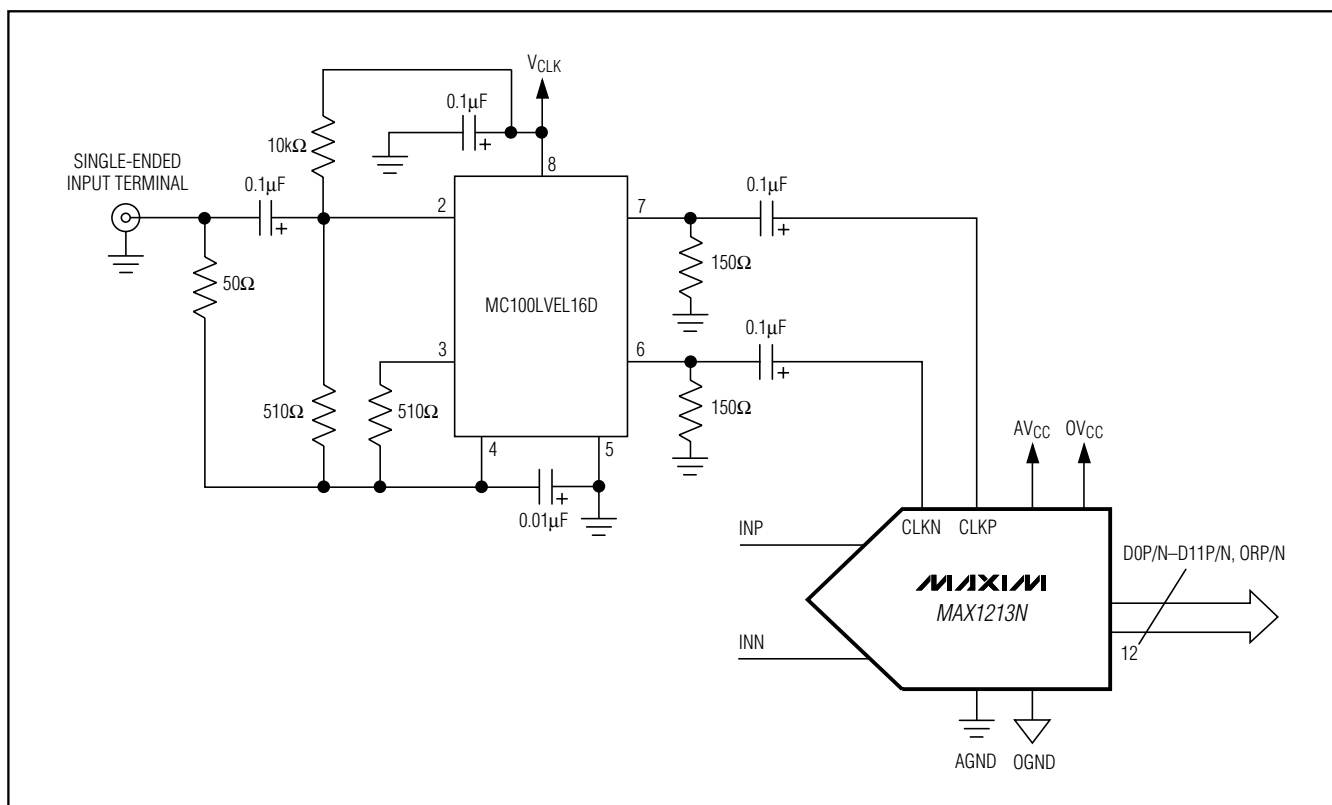 V_CLK
0.1μF
10kΩ
SINGLE-ENDED
INPUT TERMINAL
0.1μF
8
0.1μF
2
7
50Ω
150Ω
MC100LVEL16D
0.1μF
3
6
510Ω
510Ω
150Ω
4
5
0.01μF
AV_CC
OV_CC
INP
CLKN
CLKP
D0P/N–D11P/N, ORP/N
MAXIM
MAX1213N
INN
12
AGND
OGND